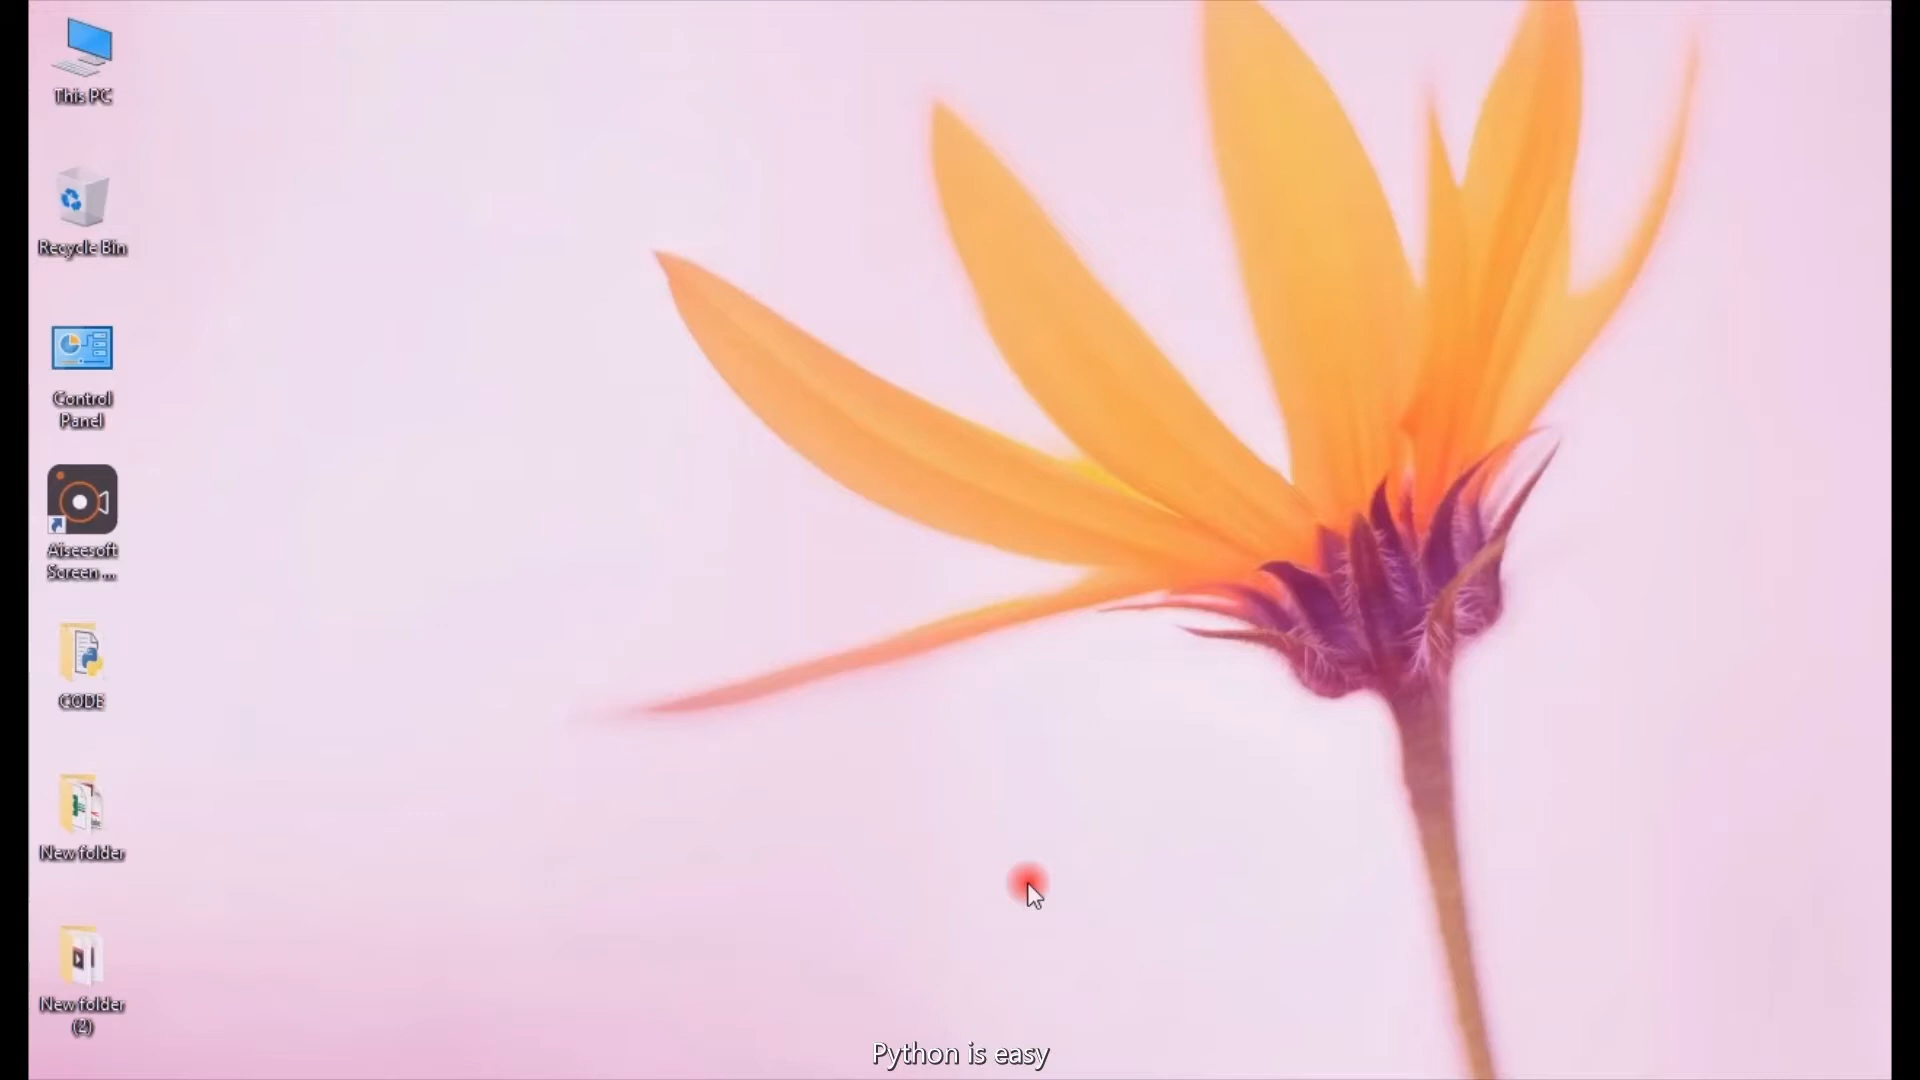 This PC
Recycle Bin
Control
Panel
Aiseesoft
Screen ...
CODE
New folder
New folder
(2)
Python is easy